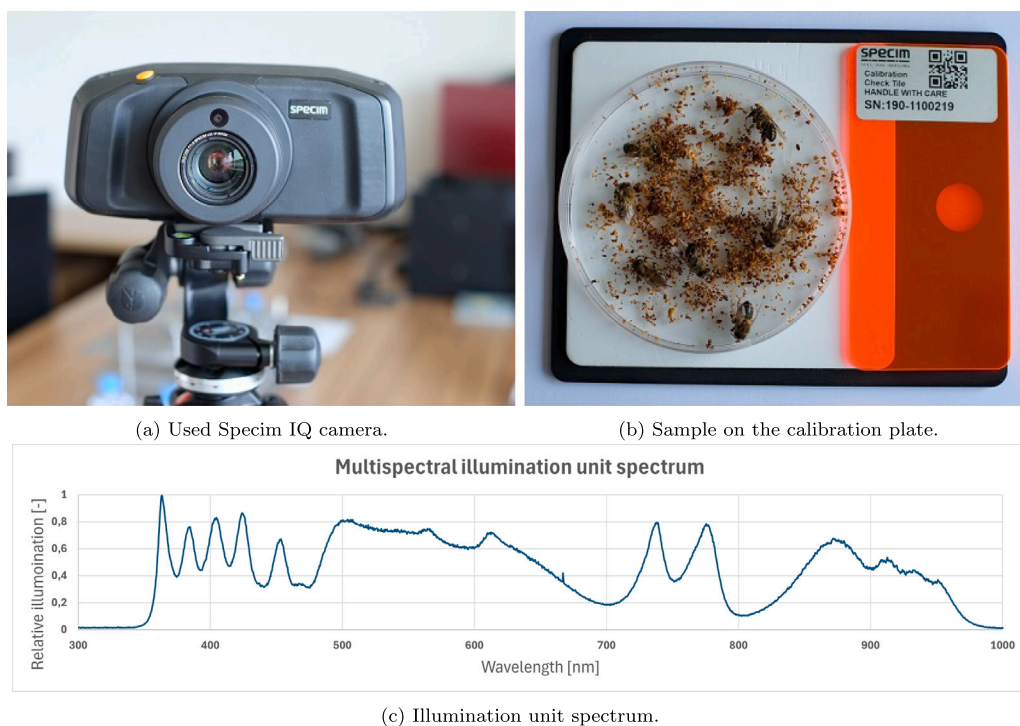 SPECIM
SPECIM
Calibration
Check Tile
HANDLE WITH CARE
SN:190-1100219
(a) Used Specim IQ camera.
(b) Sample on the calibration plate.
Multispectral illumination unit spectrum
Relative illumoination [-]
1
0,8
0,6
0,4
0,2
0
300 400 500 600 700 800 900 1000
Wavelength [nm]
(c) Illumination unit spectrum.